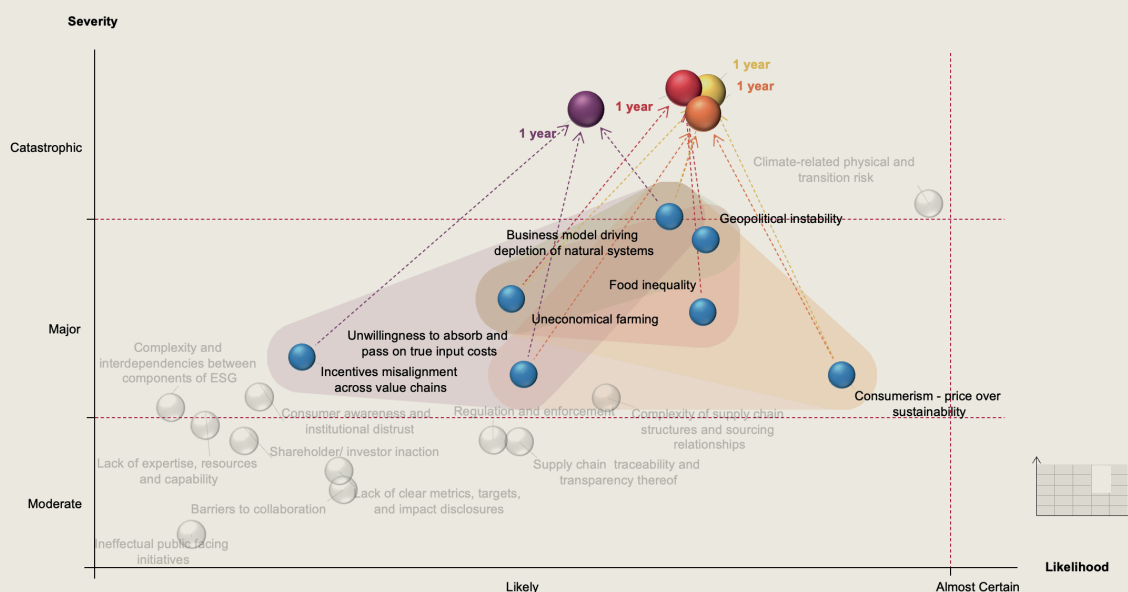 Severity
1 year
1 year
1 year
1 year
Catastrophic
Climate-related physical and
transition risk
Geopolitical instability
Business model driving
depletion of natural systems
Food inequality
Uneconomical farming
Major
Unwillingness to absorb and
pass on true input costs
Complexity and
interdependencies between
components of ESG
Incentives misalignment
across value chains
Consumerism - price over
sustainability
Consumer awareness and
institutional distrust
Regulation and enforcement
Complexity of supply chain
structures and sourcing
relationships
Shareholder/ investor inaction
Lack of expertise, resources
and capability
Supply chain traceability and
transparency thereof
Lack of clear metrics, targets,
and impact disclosures
Moderate
Barriers to collaboration
Ineffectual public facing
initiatives
Likelihood
Likely
Almost Certain